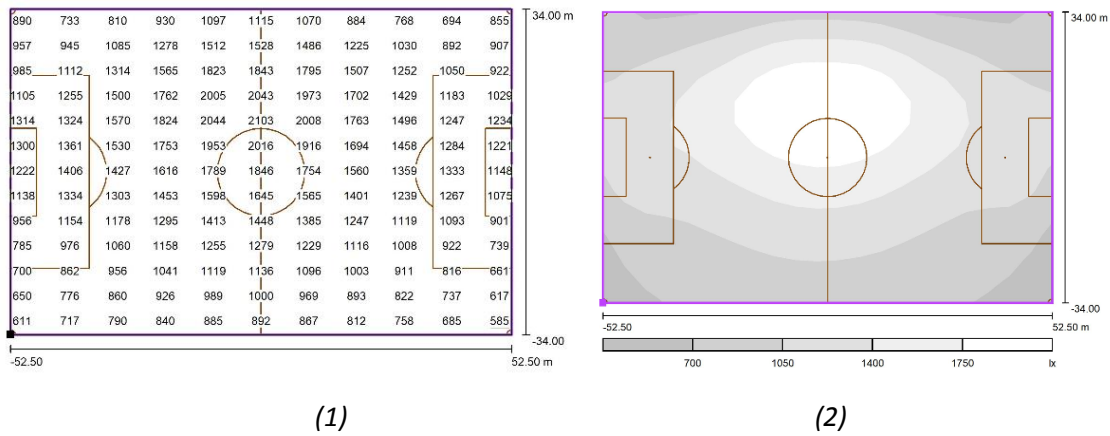 890 733 810 930 1097 1115 1070 884 768 694 855
957 945 1085 1278 1512 1528 1486 1225 1030 892 907
985 1112 1314 1565 1823 1843 1795 1507 1252 1050 922
1105 1255 1500 1762 2005 2043 1973 1702 1429 1183 1029
1314 1324 1570 1824 2044 2103 2008 1763 1496 1247 1234
1300 1361 1530 1753 1953 2016 1916 1694 1458 1284 1221
1222 1406 1427 1616 1789 1846 1754 1560 1359 1333 1148
1138 1334 1303 1453 1598 1645 1565 1401 1239 1267 1075
956 1154 1178 1295 1413 1448 1385 1247 1119 1093 901
785 976 1060 1158 1255 1279 1229 1116 1008 922 739
700 862 956 1041 1119 1136 1096 1003 911 816 661
650 776 860 926 989 1000 969 893 822 737 617
611 717 790 840 885 892 867 812 758 685 585
34.00 m
-34.00
-52.50 52.50 m
(1)
34.00 m
-34.00
-52.50 52.50 m
700 1050 1400 1750 lx
(2)